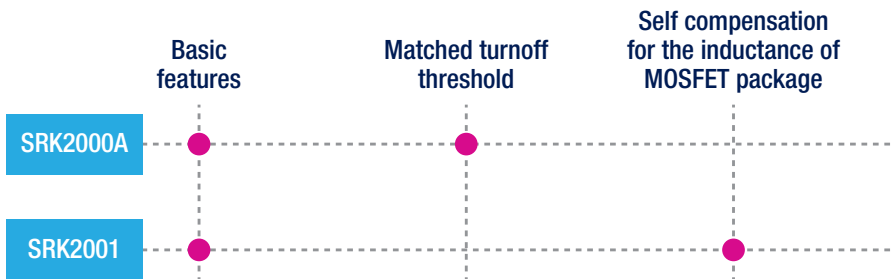 Basic
features
Matched turnoff
threshold
Self compensation
for the inductance of
MOSFET package
SRK2000A
SRK2001